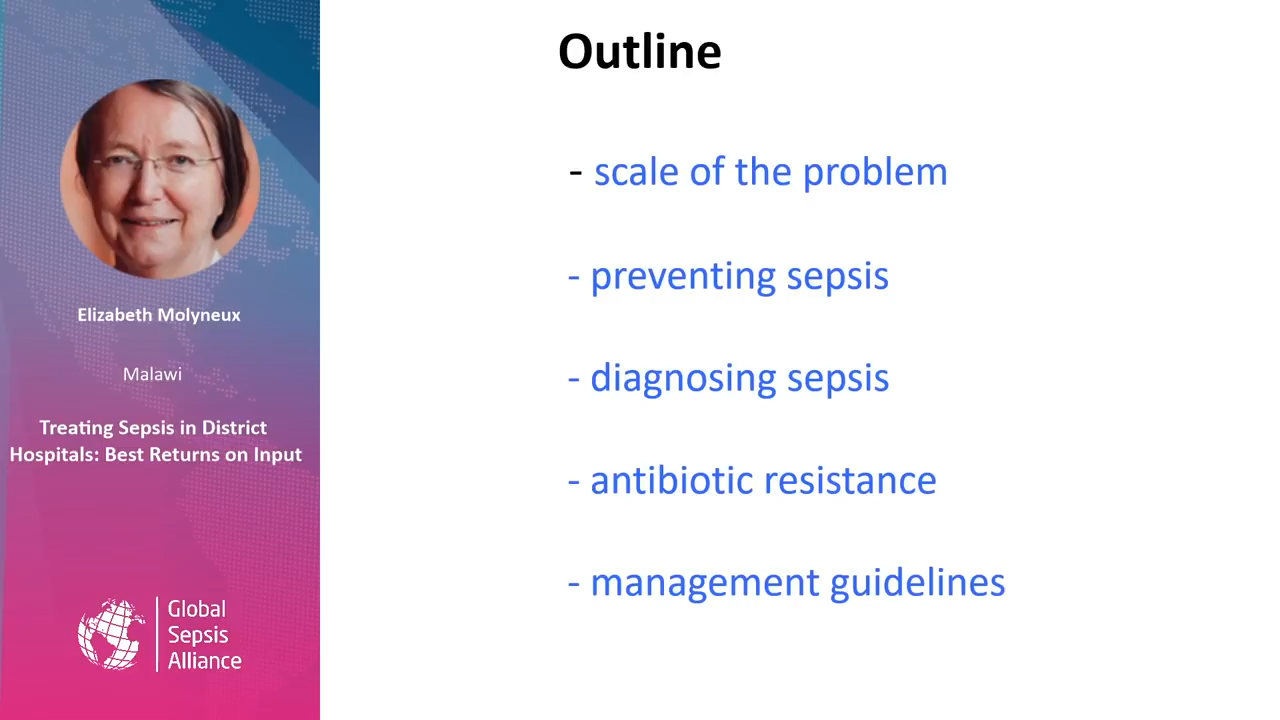 Elizabeth Molyneux
Malawi
Treating Sepsis in District
Hospitals: Best Returns on Input
Global
Sepsis
Alliance
Outline
- scale of the problem
- preventing sepsis
- diagnosing sepsis
- antibiotic resistance
- management guidelines